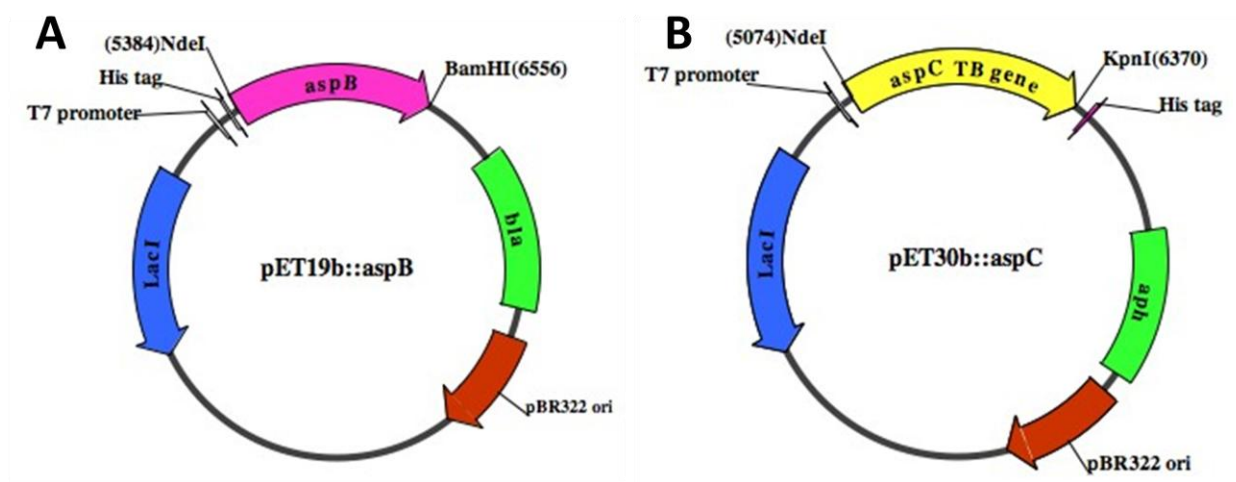 A
(5384)NdeI
His tag
T7 promoter
aspB
BamHI(6556)
LacI
bla
pET19b::aspB
pBR322 ori
B
(5074)NdeI
T7 promoter
aspC TB gene
KpnI(6370)
His tag
LacI
pET30b::aspC
aph
pBR322 ori